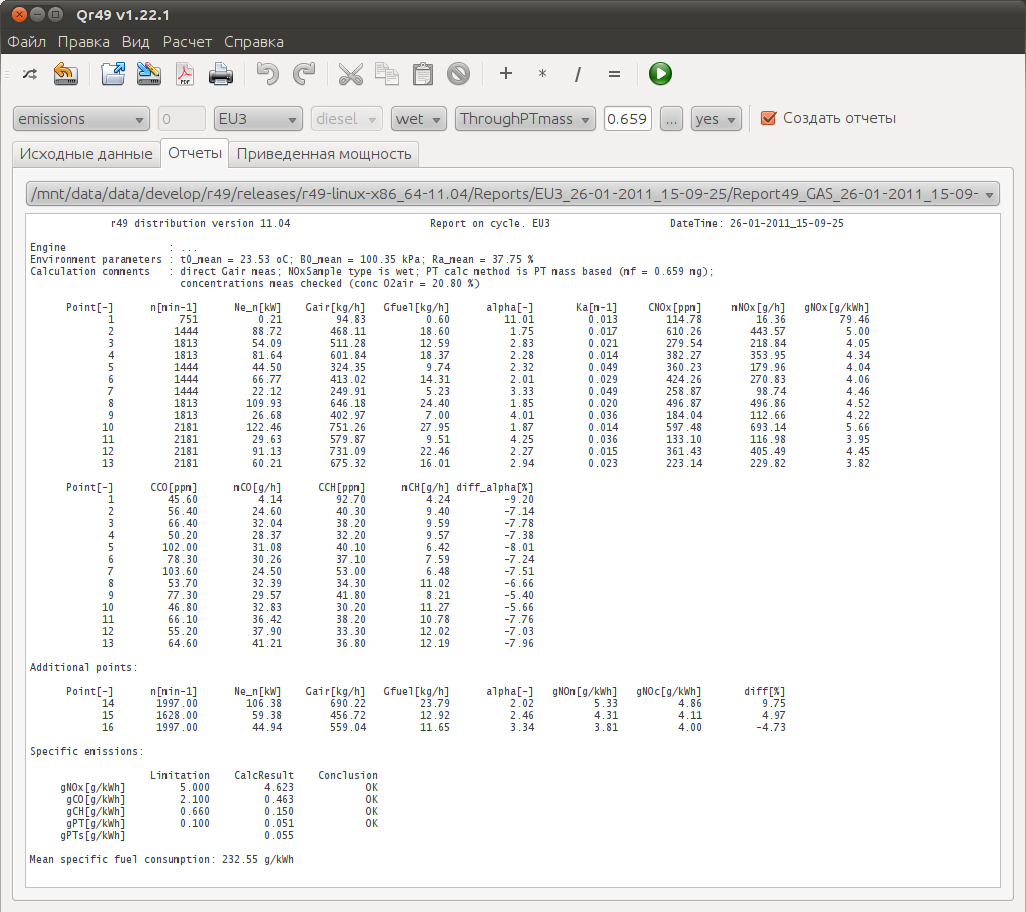 Qr49 v1.22.1
Файл Правка Вид Расчет Справка
PDF + * / =
emissions 0 EU3 diesel wet ThroughPTmass 0.659 ... yes Создать отчеты
Исходные данные Отчеты Приведенная мощность
/mnt/data/data/develop/r49/releases/r49-linux-x86_64-11.04/Reports/EU3_26-01-2011_15-09-25/Report49_GAS_26-01-2011_15-09-
r49 distribution version 11.04 Report on cycle. EU3 DateTime: 26-01-2011_15-09-25
Engine : ...
Environment parameters : t0_mean = 23.53 oC; B0_mean = 100.35 kPa; Ra_mean = 37.75 %
Calculation comments : direct Gair meas; NOxSample type is wet; PT calc method is PT mass based (mf = 0.659 mg);
concentrations meas checked (conc O2air = 20.80 %)
Point[-] n[min-1] Ne_n[kW] Gair[kg/h] Gfuel[kg/h] alpha[-] Ka[m-1] CNOx[ppm] mNOx[g/h] gNOx[g/kWh]
1 751 0.21 94.83 0.60 11.01 0.013 114.78 16.36 79.46
2 1444 88.72 468.11 18.60 1.75 0.017 610.26 443.57 5.00
3 1813 54.09 511.28 12.59 2.83 0.021 279.54 218.84 4.05
4 1813 81.64 601.84 18.37 2.28 0.014 382.27 353.95 4.34
5 1444 44.50 324.35 9.74 2.32 0.049 360.23 179.96 4.04
6 1444 66.77 413.02 14.31 2.01 0.029 424.26 270.83 4.06
7 1444 22.12 249.91 5.23 3.33 0.049 258.87 98.74 4.46
8 1813 109.93 646.18 24.40 1.85 0.020 496.87 496.86 4.52
9 1813 26.68 402.97 7.00 4.01 0.036 184.04 112.66 4.22
10 2181 122.46 751.26 27.95 1.87 0.014 597.48 693.14 5.66
11 2181 29.63 579.87 9.51 4.25 0.036 133.10 116.98 3.95
12 2181 91.13 731.09 22.46 2.27 0.015 361.43 405.49 4.45
13 2181 60.21 675.32 16.01 2.94 0.023 223.14 229.82 3.82
Point[-] CCO[ppm] mCO[g/h] CCH[ppm] mCH[g/h] diff_alpha[%]
1 45.60 4.14 92.70 4.24 -9.20
2 56.40 24.60 40.30 9.40 -7.14
3 66.40 32.04 38.20 9.59 -7.78
4 50.20 28.37 32.20 9.57 -7.38
5 102.00 31.08 40.10 6.42 -8.01
6 78.30 30.26 37.10 7.59 -7.24
7 103.60 24.50 53.00 6.48 -7.51
8 53.70 32.39 34.30 11.02 -6.66
9 77.30 29.57 41.80 8.21 -5.40
10 46.80 32.83 30.20 11.27 -5.66
11 66.10 36.42 38.20 10.78 -7.76
12 55.20 37.90 33.30 12.02 -7.03
13 64.60 41.21 36.80 12.19 -7.96
Additional points:
Point[-] n[min-1] Ne_n[kW] Gair[kg/h] Gfuel[kg/h] alpha[-] gNOm[g/kWh] gNOc[g/kWh] diff[%]
14 1997.00 106.38 690.22 23.79 2.02 5.33 4.86 9.75
15 1628.00 59.38 456.72 12.92 2.46 4.31 4.11 4.97
16 1997.00 44.94 559.04 11.65 3.34 3.81 4.00 -4.73
Specific emissions:
Limitation CalcResult Conclusion
gNOx[g/kWh] 5.000 4.623 OK
gCO[g/kWh] 2.100 0.463 OK
gCH[g/kWh] 0.660 0.150 OK
gPT[g/kWh] 0.100 0.051 OK
gPTs[g/kWh] 0.055
Mean specific fuel consumption: 232.55 g/kWh